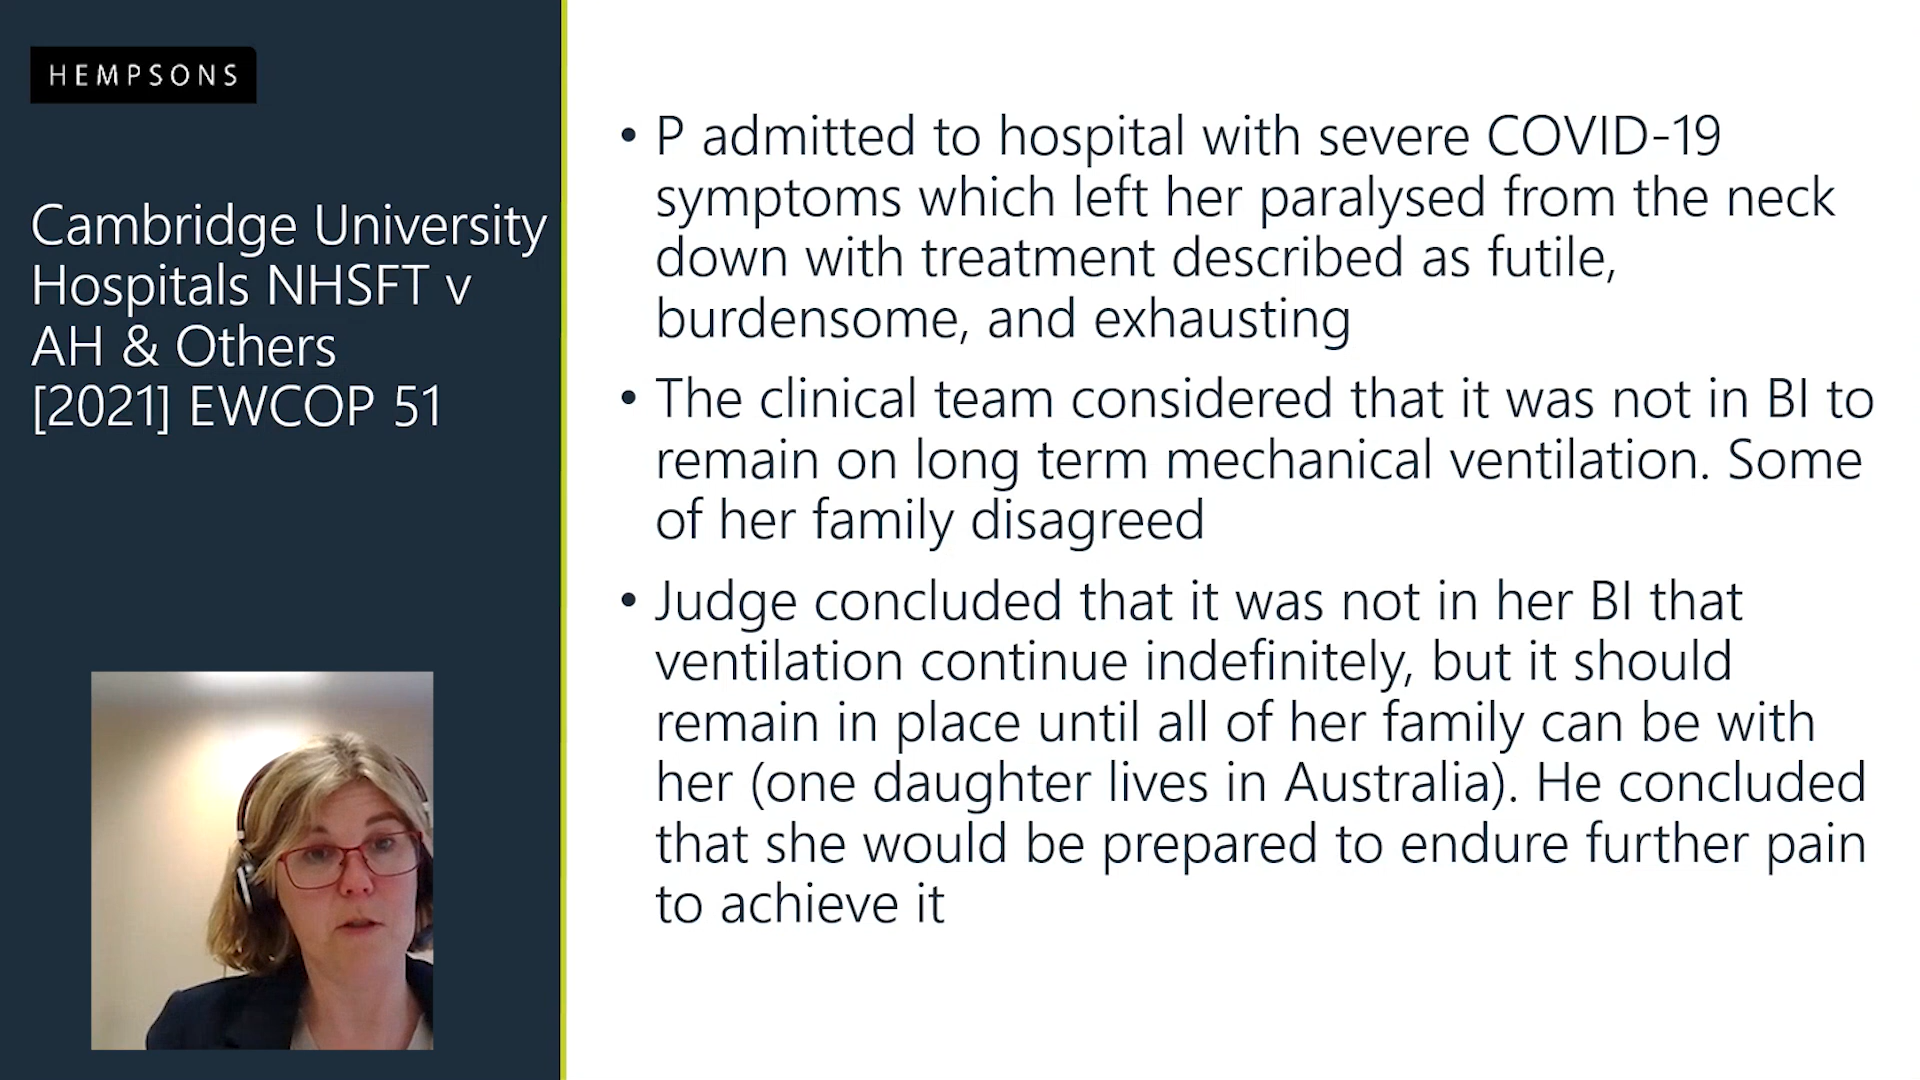 HEMPSONS
Cambridge University
Hospitals NHSFT v
AH & Others
[2021] EWCOP 51
• P admitted to hospital with severe COVID-19
symptoms which left her paralysed from the neck
down with treatment described as futile,
burdensome, and exhausting
• The clinical team considered that it was not in BI to
remain on long term mechanical ventilation. Some
of her family disagreed
• Judge concluded that it was not in her BI that
ventilation continue indefinitely, but it should
remain in place until all of her family can be with
her (one daughter lives in Australia). He concluded
that she would be prepared to endure further pain
to achieve it